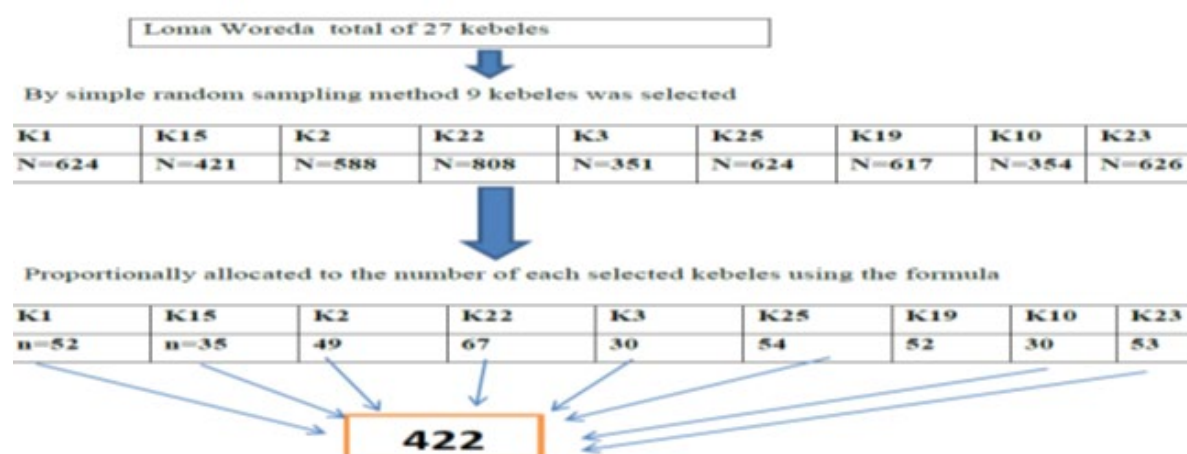 Loma Woreda total of 27 kebeles
By simple random sampling method 9 kebeles was selected
K1 K15 K2 K22 K3 K25 K19 K10 K23
N=624 N=421 N=588 N=808 N=351 N=624 N=617 N=354 N=626
Proportionally allocated to the number of each selected kebeles using the formula
K1 K15 K2 K22 K3 K25 K19 K10 K23
n=52 n=35 49 67 30 54 52 30 53
422